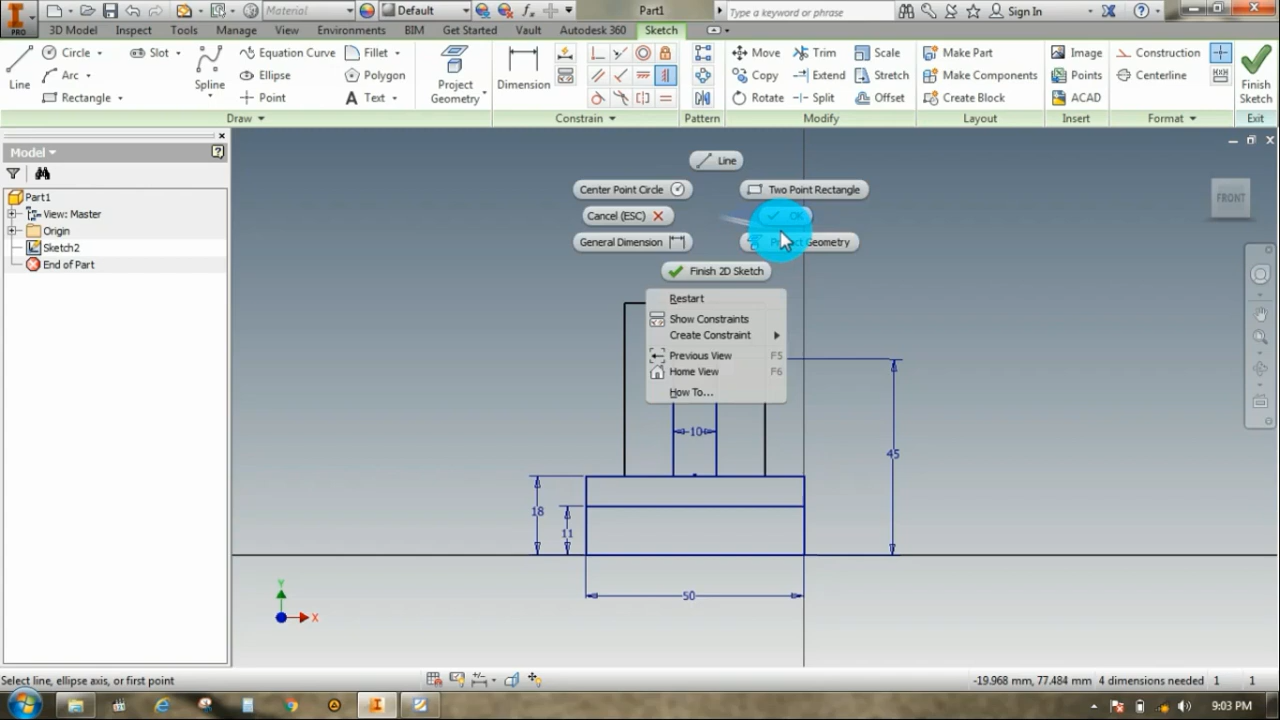 Material
Default
Part1
Type a keyword or phrase
Sign In
PRO
3D Model
Inspect
Tools
Manage
View
Environments
BIM
Get Started
Vault
Autodesk 360
Sketch
Line
Circle
Arc
Rectangle
Slot
Spline
Equation Curve
Ellipse
Point
Fillet
Polygon
Text
Project
Geometry
Dimension
Move
Copy
Rotate
Trim
Extend
Split
Scale
Stretch
Offset
Make Part
Make Components
Create Block
Image
Points
ACAD
Construction
Centerline
Finish
Sketch
Draw
Constrain
Pattern
Modify
Layout
Insert
Format
Exit
Model
Part1
View: Master
Origin
Sketch2
End of Part
Line
Center Point Circle
Two Point Rectangle
Cancel (ESC)
OK
General Dimension
Project Geometry
Finish 2D Sketch
Restart
Show Constraints
Create Constraint
Previous View F5
Home View F6
How To...
FRONT
10
45
18
11
50
Y
X
Select line, ellipse axis, or first point
-19.968 mm, 77.484 mm 4 dimensions needed 1 1
9:03 PM